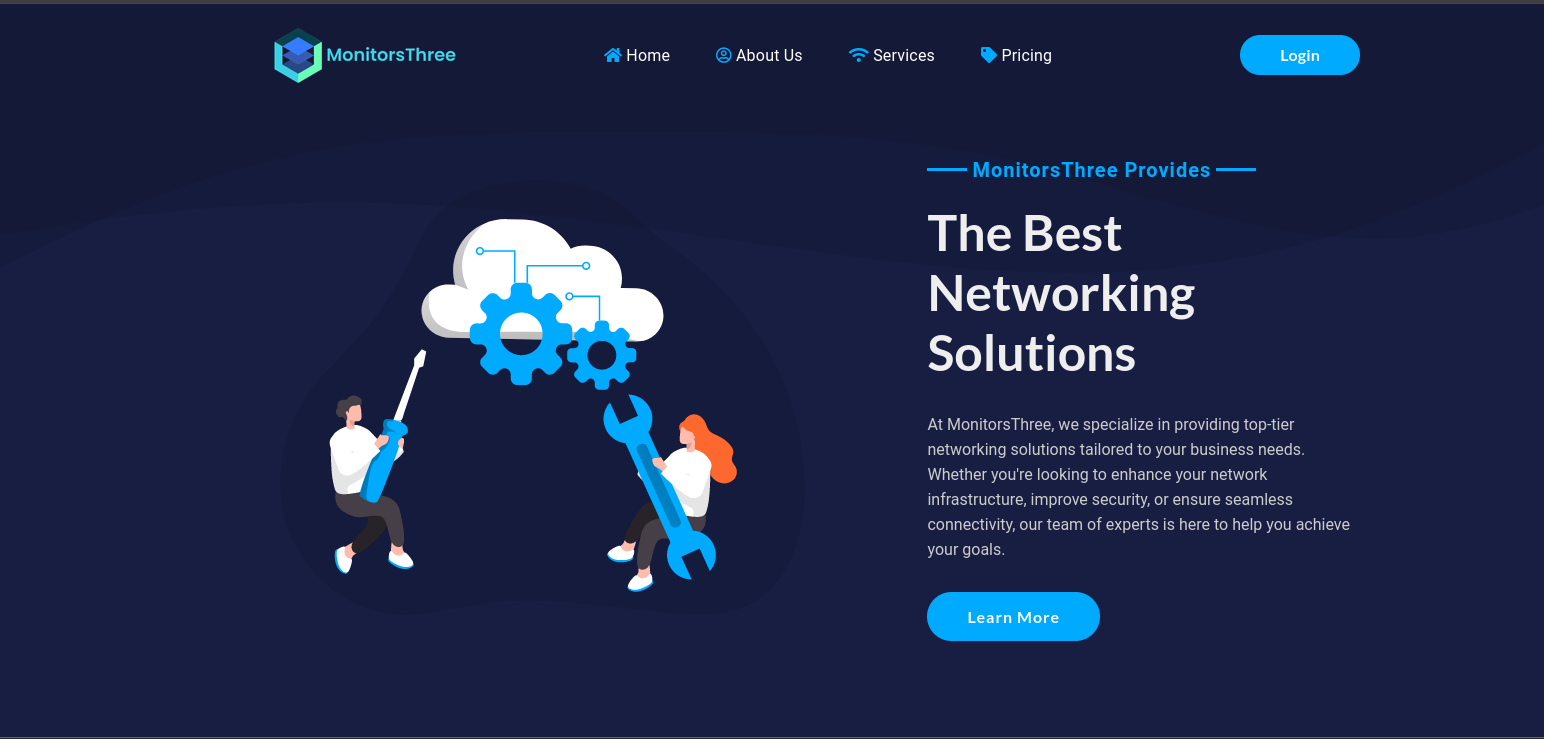 MonitorsThree
Home
About Us
Services
Pricing
Login
MonitorsThree Provides
The Best
Networking
Solutions
At MonitorsThree, we specialize in providing top-tier
networking solutions tailored to your business needs.
Whether you're looking to enhance your network
infrastructure, improve security, or ensure seamless
connectivity, our team of experts is here to help you achieve
your goals.
Learn More